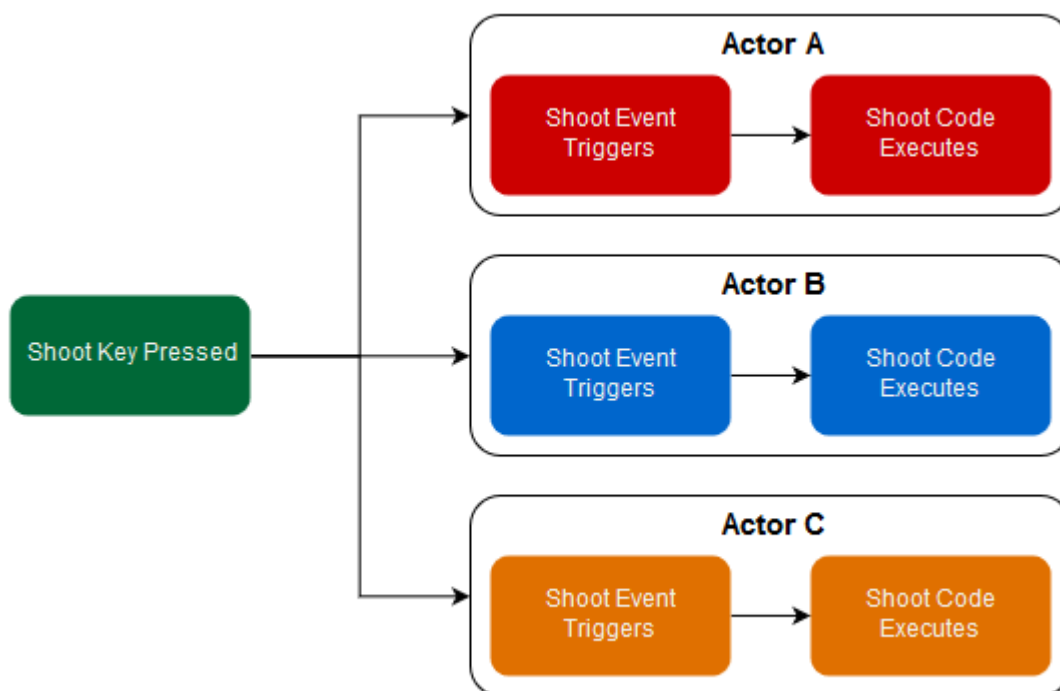 Actor A
Shoot Event
Triggers
Shoot Code
Executes
Shoot Key Pressed
Actor B
Shoot Event
Triggers
Shoot Code
Executes
Actor C
Shoot Event
Triggers
Shoot Code
Executes